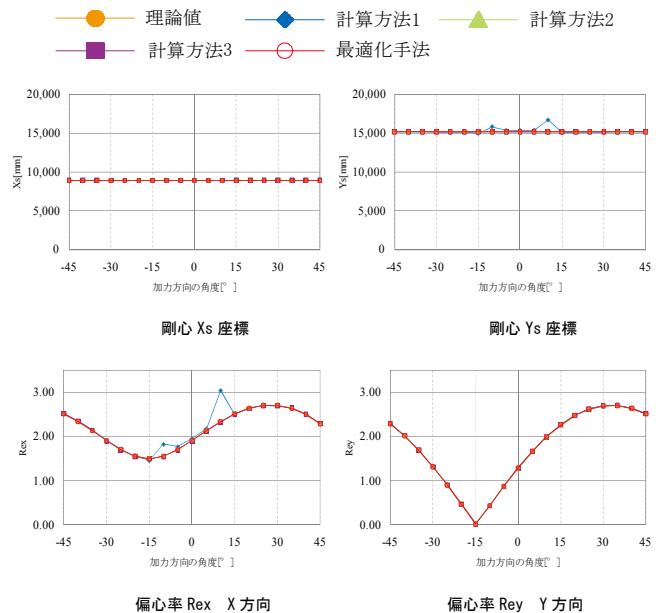 理論値 計算方法1 計算方法2
計算方法3 最適化手法
20,000
15,000
10,000
5,000
0
Xs[mm]
-45 -30 -15 0 15 30 45
加力方向の角度[°]
剛心 Xs 座標
20,000
15,000
10,000
5,000
0
Ys[mm]
-45 -30 -15 0 15 30 45
加力方向の角度[°]
剛心 Ys 座標
3.00
2.00
1.00
0.00
Rex
-45 -30 -15 0 15 30 45
加力方向の角度[°]
偏心率 Rex X 方向
3.00
2.00
1.00
0.00
Rey
-45 -30 -15 0 15 30 45
加力方向の角度[°]
偏心率 Rey Y 方向